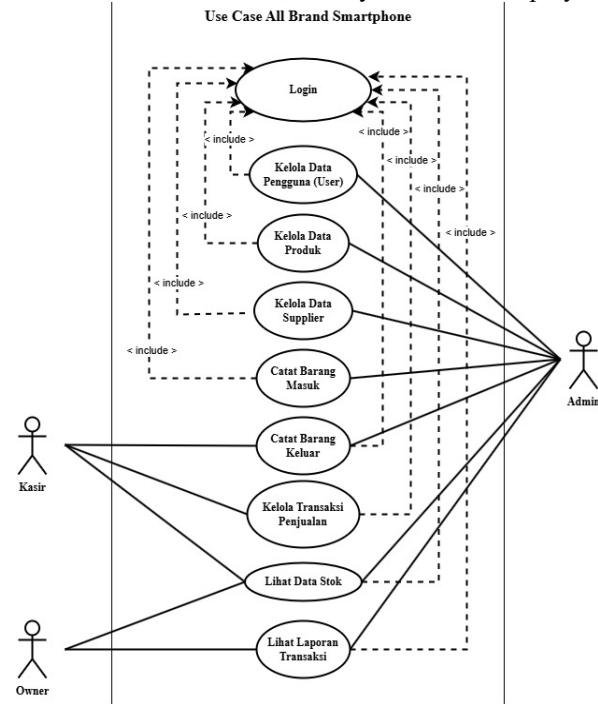 Use Case All Brand Smartphone
Login
< include >
< include >
Kelola Data
Pengguna (User)
< include >
< include >
< include >
Kelola Data
Produk
< include >
< include >
Kelola Data
Supplier
< include >
Catat Barang
Masuk
Admin
Catat Barang
Keluar
Kasir
Kelola Transaksi
Penjualan
Lihat Data Stok
Lihat Laporan
Transaksi
Owner